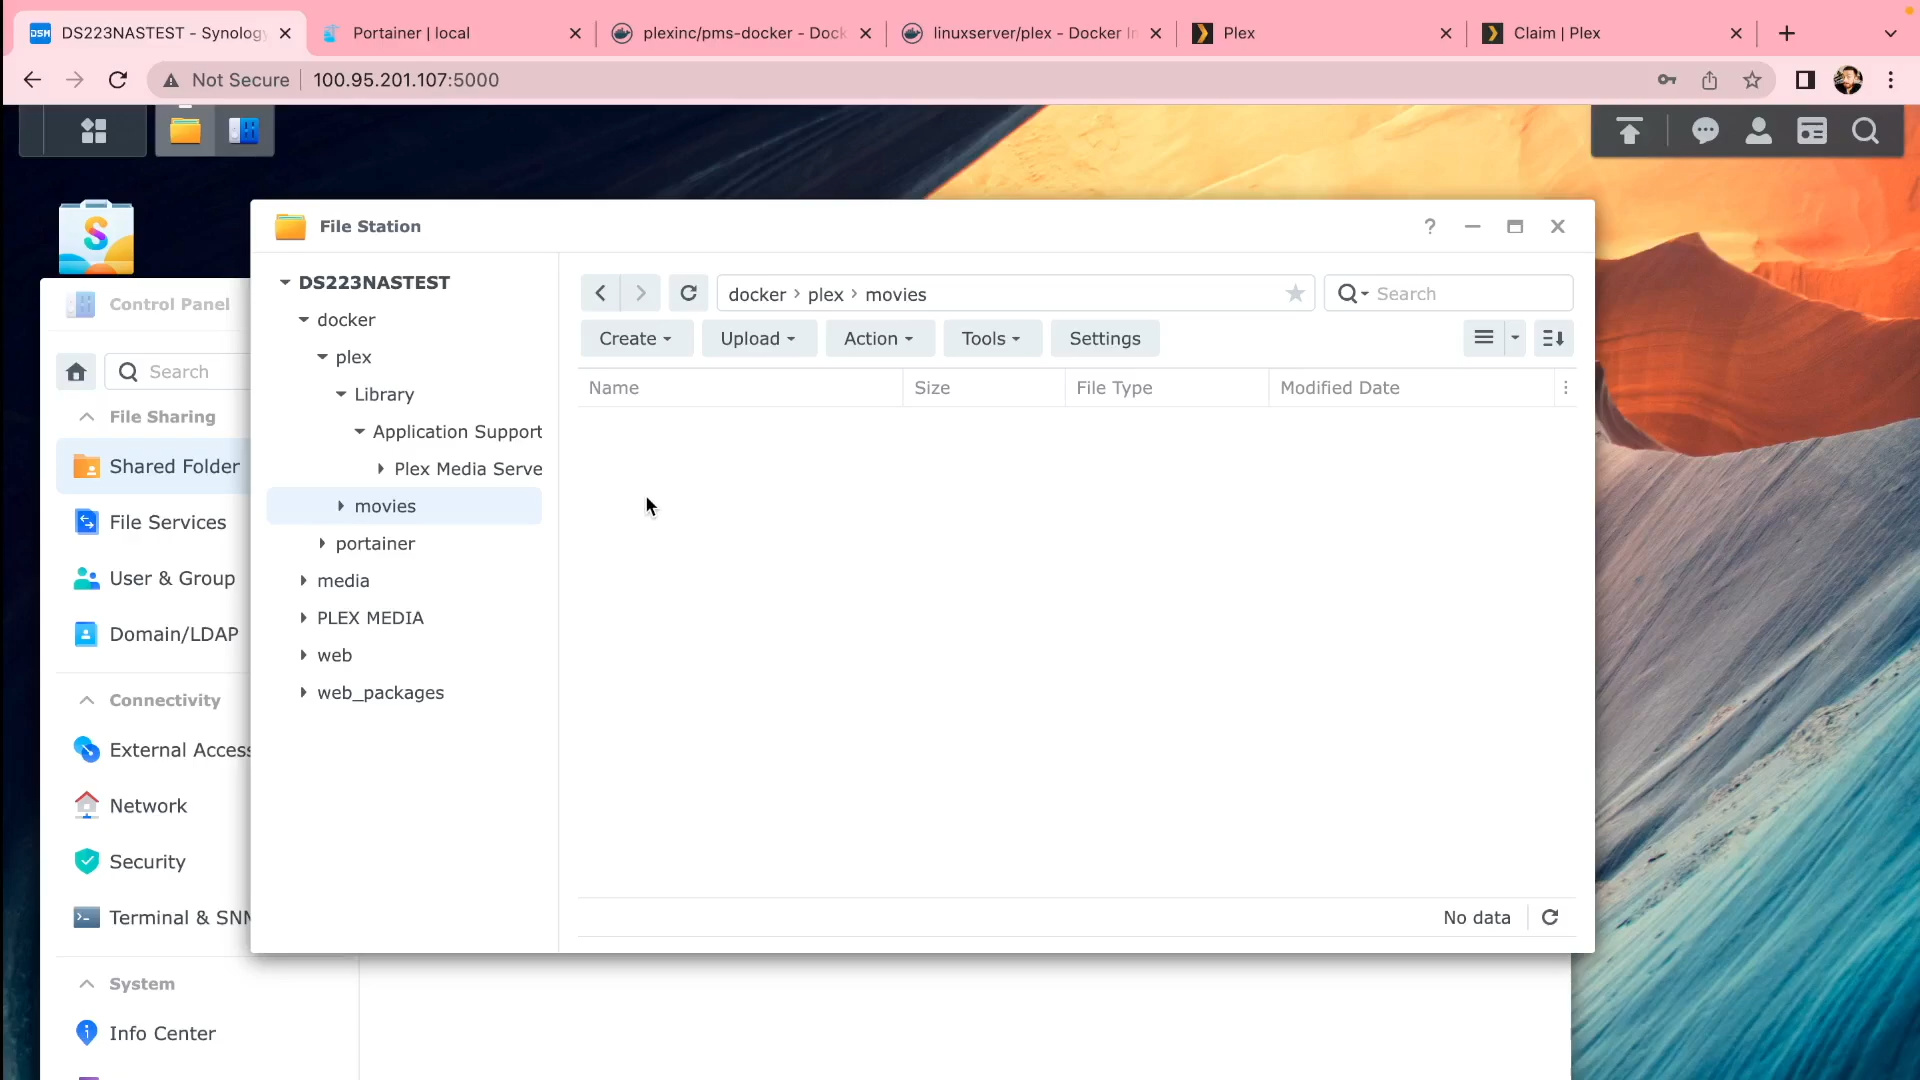 DSM DS223NASTEST - Synology
Portainer | local
plexinc/pms-docker - Dock
linuxserver/plex - Docker I
Plex
Claim | Plex
Not Secure 100.95.201.107:5000
S
File Station
?
Control Panel
Search
File Sharing
Shared Folder
File Services
User & Group
Domain/LDAP
Connectivity
External Access
Network
Security
Terminal & SNM
System
Info Center
DS223NASTEST
docker
plex
Library
Application Support
Plex Media Serve
movies
portainer
media
PLEX MEDIA
web
web_packages
docker > plex > movies
Search
Create
Upload
Action
Tools
Settings
Name
Size
File Type
Modified Date
No data